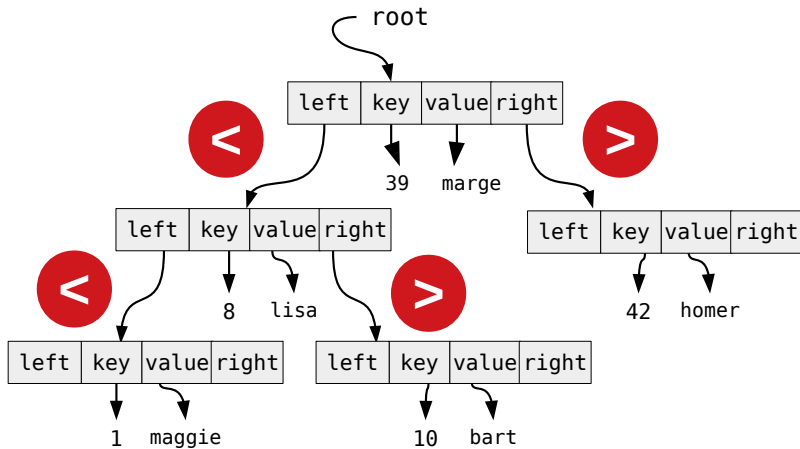 root
left key value right
< >
39 marge
left key value right
left key value right
< >
8 lisa
42 homer
left key value right
left key value right
1 maggie
10 bart